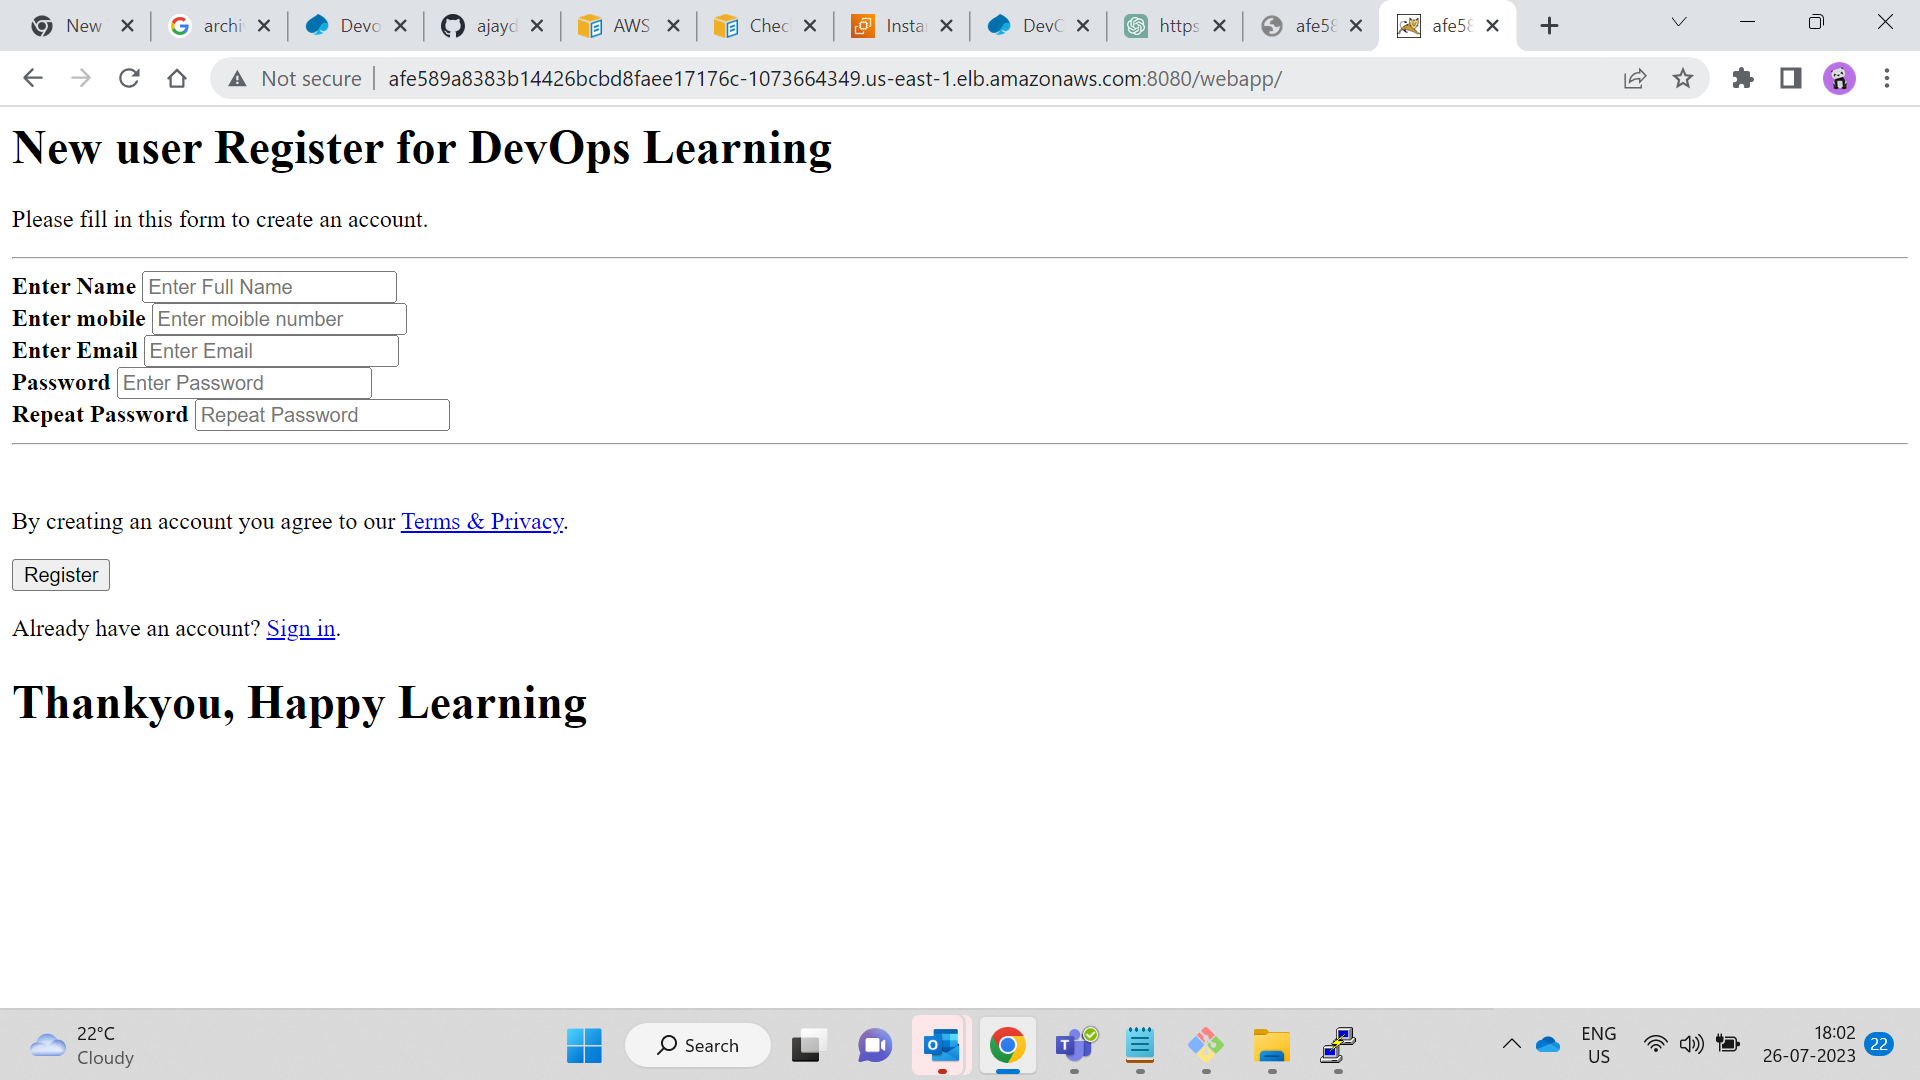 New
archi
Devo
ajayd
AWS
Chec
Insta
DevO
https
afe58
afe58
Not secure
afe589a8383b14426bcbd8faee17176c-1073664349.us-east-1.elb.amazonaws.com:8080/webapp/
New user Register for DevOps Learning
Please fill in this form to create an account.
Enter Name Enter Full Name
Enter mobile Enter moible number
Enter Email Enter Email
Password Enter Password
Repeat Password Repeat Password
By creating an account you agree to our Terms & Privacy.
Register
Already have an account? Sign in.
Thankyou, Happy Learning
22°C
Cloudy
Search
ENG
US
18:02
26-07-2023
22